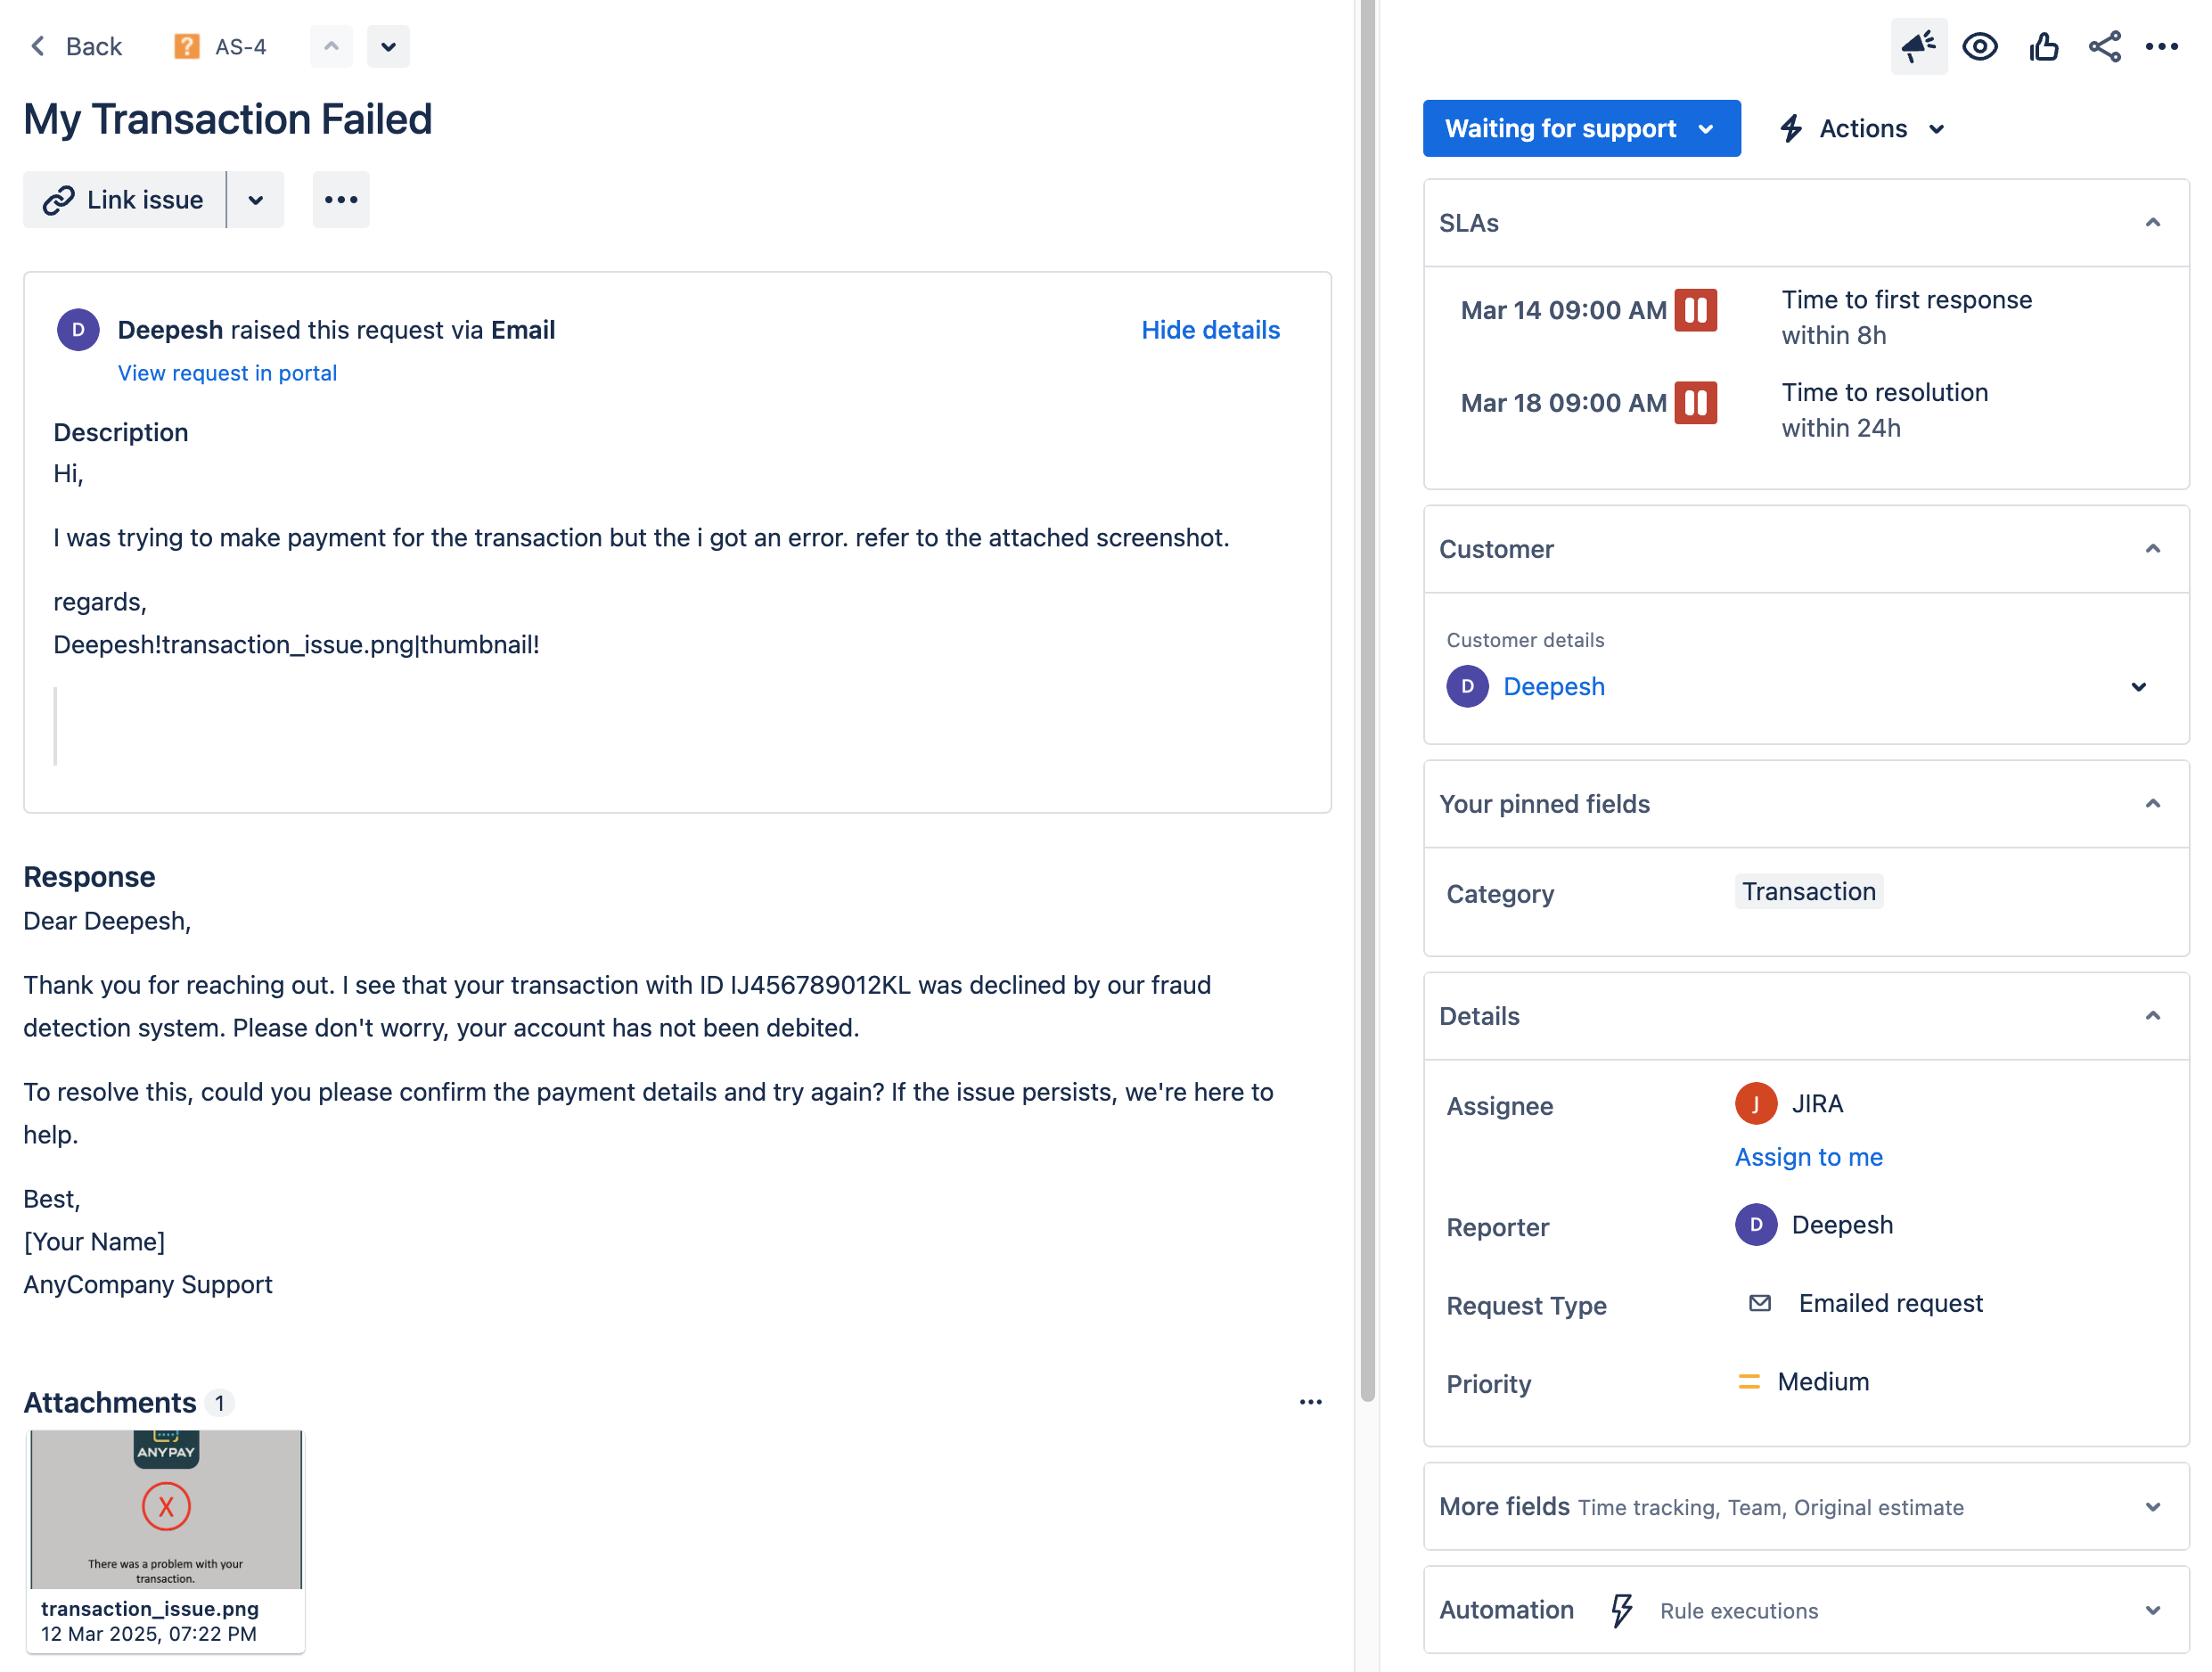 Back
AS-4
My Transaction Failed
Link issue
D
Deepesh raised this request via Email
Hide details
View request in portal
Description
Hi,
I was trying to make payment for the transaction but the i got an error. refer to the attached screenshot.
regards,
Deepesh!transaction_issue.png|thumbnail!
Response
Dear Deepesh,
Thank you for reaching out. I see that your transaction with ID IJ456789012KL was declined by our fraud
detection system. Please don't worry, your account has not been debited.
To resolve this, could you please confirm the payment details and try again? If the issue persists, we're here to
help.
Best,
[Your Name]
AnyCompany Support
Attachments 1
ANYPAY
X
There was a problem with your
transaction.
transaction_issue.png
12 Mar 2025, 07:22 PM
Waiting for support
Actions
SLAs
Mar 14 09:00 AM
Time to first response
within 8h
Mar 18 09:00 AM
Time to resolution
within 24h
Customer
Customer details
D Deepesh
Your pinned fields
Category Transaction
Details
Assignee J JIRA
Assign to me
Reporter D Deepesh
Request Type Emailed request
Priority Medium
More fields Time tracking, Team, Original estimate
Automation Rule executions